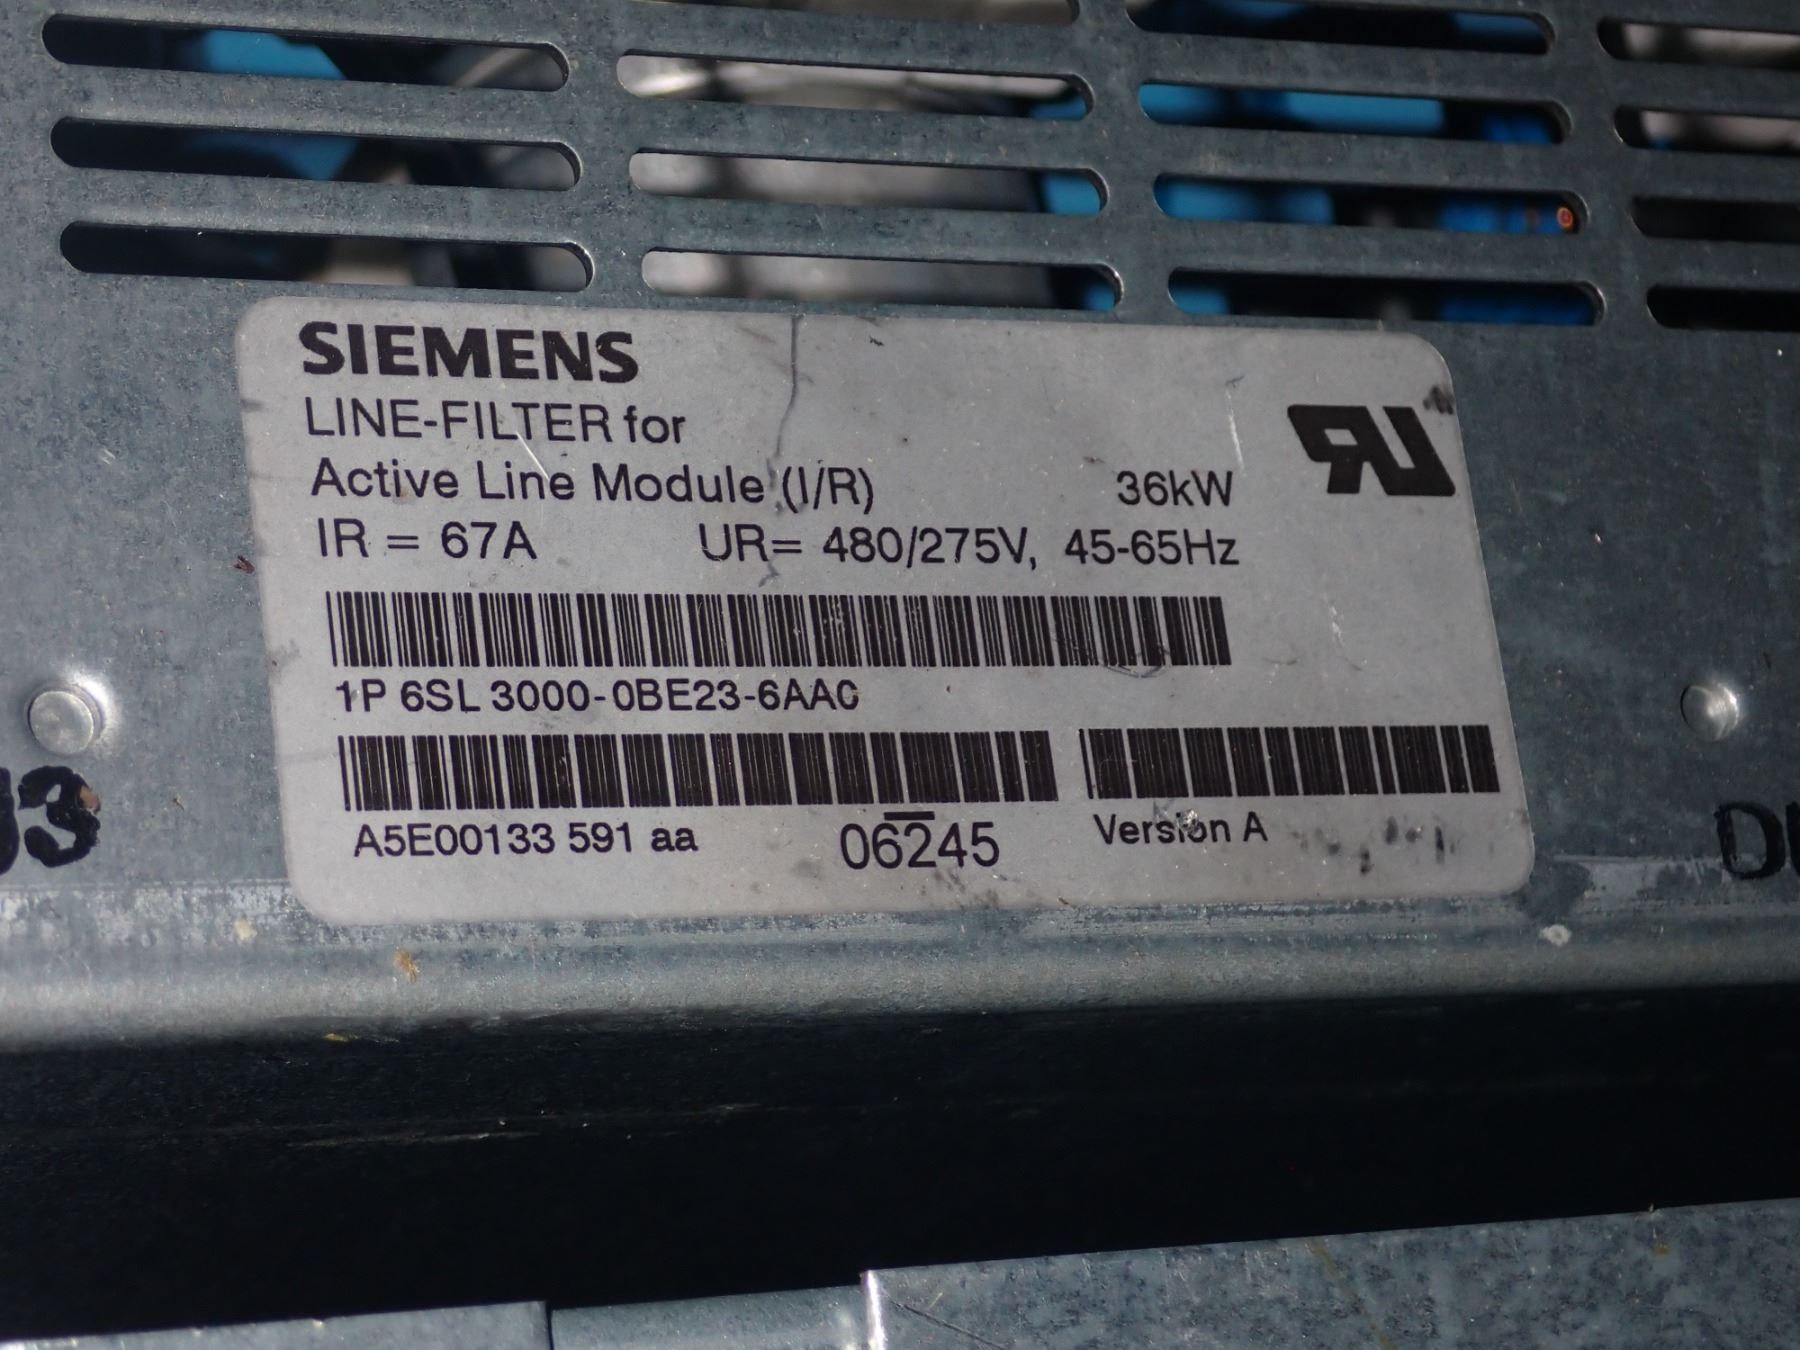 SIEMENS
LINE-FILTER for
Active Line Module (I/R) 36kW
IR = 67A UR= 480/275V, 45-65Hz
1P 6SL 3000-0BE23-6AA0
A5E00133 591 aa 06245 Version A